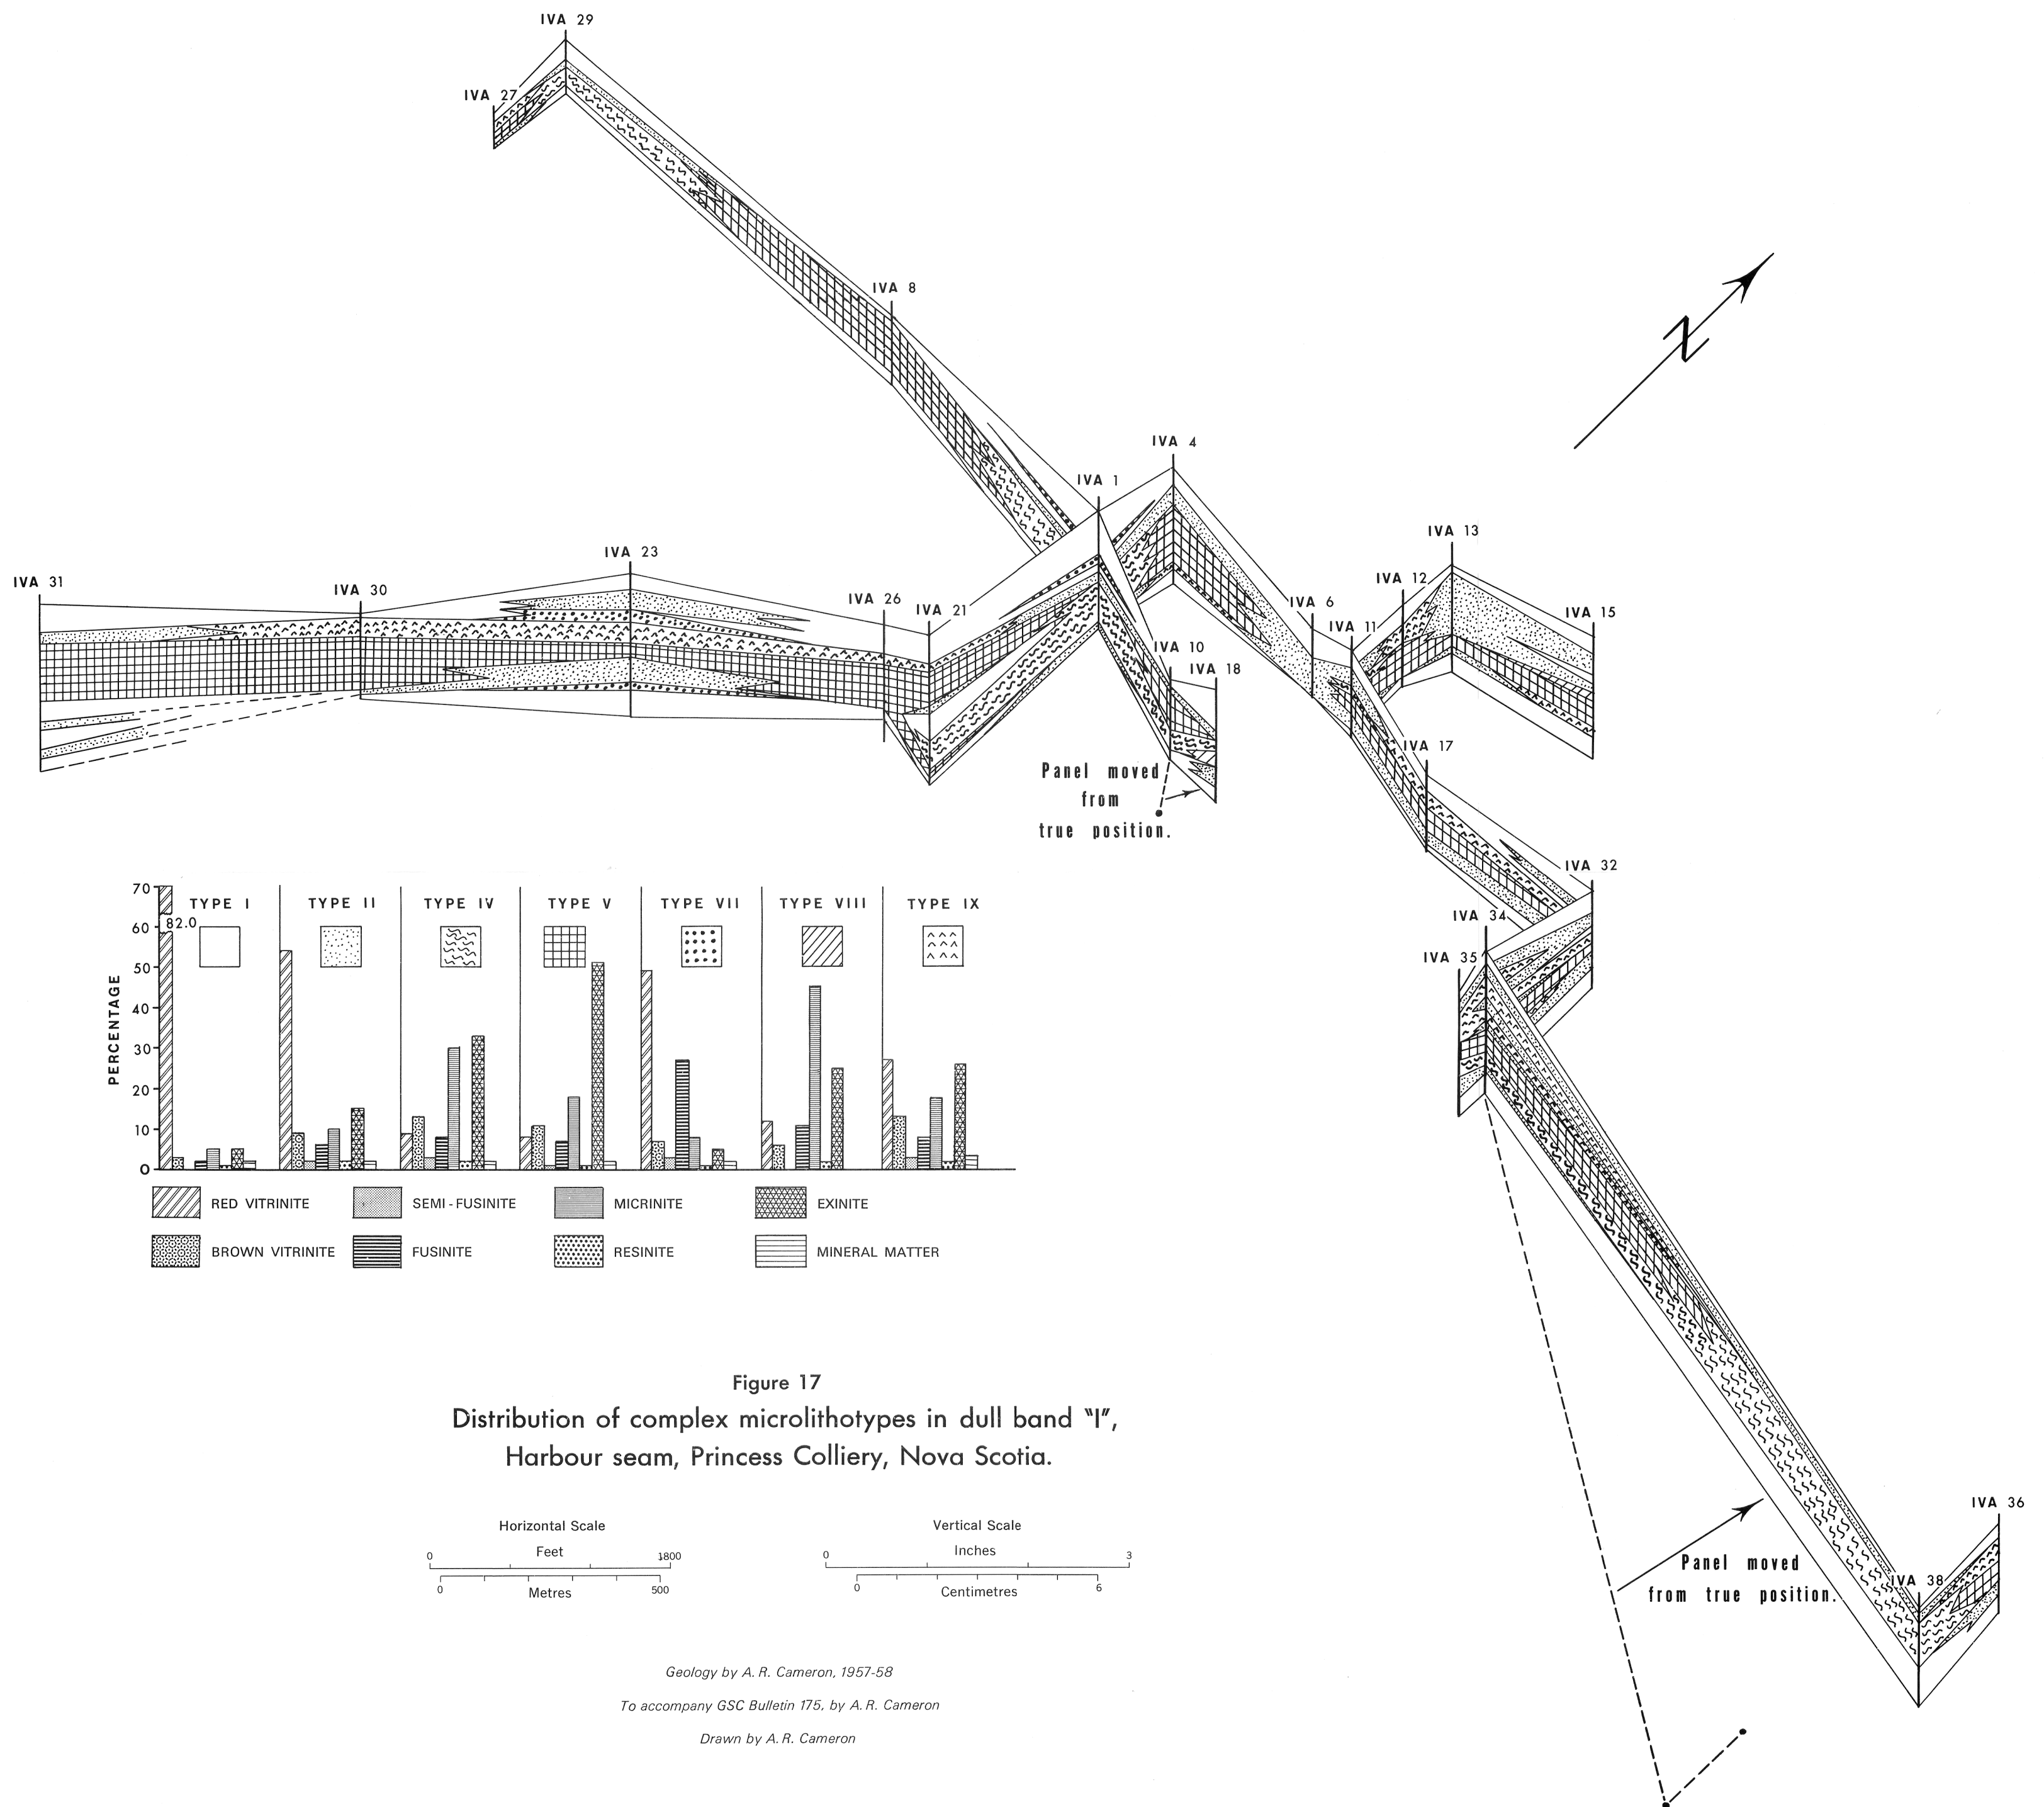 IVA 29
IVA 27
IVA 8
IVA 4
IVA 1
IVA 13
IVA 23
IVA 12
IVA 31
IVA 30
IVA 26
IVA 21
IVA 6
IVA 15
IVA 11
IVA 10
IVA 18
N
Panel moved
from
true position.
IVA 17
IVA 32
IVA 34
IVA 35
PERCENTAGE
70
60
50
40
30
20
10
0
82.0
TYPE I
TYPE II
TYPE IV
TYPE V
TYPE VII
TYPE VIII
TYPE IX
RED VITRINITE
SEMI-FUSINITE
MICRINITE
EXINITE
BROWN VITRINITE
FUSINITE
RESINITE
MINERAL MATTER
Figure 17
Distribution of complex microlithotypes in dull band "I",
Harbour seam, Princess Colliery, Nova Scotia.
Horizontal Scale
Feet
0 1800
0 500
Metres
Vertical Scale
Inches
0 3
0 6
Centimetres
IVA 36
IVA 38
Panel moved
from true position.
Geology by A. R. Cameron, 1957-58
To accompany GSC Bulletin 175, by A. R. Cameron
Drawn by A. R. Cameron